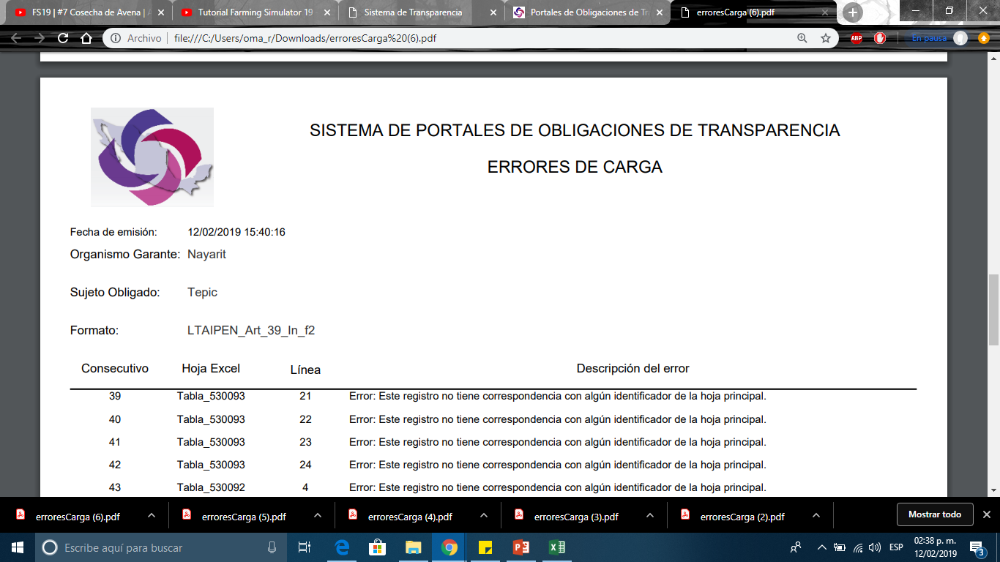 FS19 | #7 Cosecha de Avena |
Tutorial Farming Simulator 19
Sistema de Transparencia
Portales de Obligaciones de Tr
erroresCarga (6).pdf
Archivo
file:///C:/Users/oma_r/Downloads/erroresCarga%20(6).pdf
ABP
En pausa
SISTEMA DE PORTALES DE OBLIGACIONES DE TRANSPARENCIA
ERRORES DE CARGA
Fecha de emisión: 12/02/2019 15:40:16
Organismo Garante: Nayarit
Sujeto Obligado: Tepic
Formato: LTAIPEN_Art_39_In_f2
Consecutivo Hoja Excel Línea Descripción del error
39 Tabla_530093 21 Error: Este registro no tiene correspondencia con algún identificador de la hoja principal.
40 Tabla_530093 22 Error: Este registro no tiene correspondencia con algún identificador de la hoja principal.
41 Tabla_530093 23 Error: Este registro no tiene correspondencia con algún identificador de la hoja principal.
42 Tabla_530093 24 Error: Este registro no tiene correspondencia con algún identificador de la hoja principal.
43 Tabla_530092 4 Error: Este registro no tiene correspondencia con algún identificador de la hoja principal.
erroresCarga (6).pdf
erroresCarga (5).pdf
erroresCarga (4).pdf
erroresCarga (3).pdf
erroresCarga (2).pdf
Mostrar todo
Escribe aquí para buscar
ESP
02:38 p. m.
12/02/2019
3